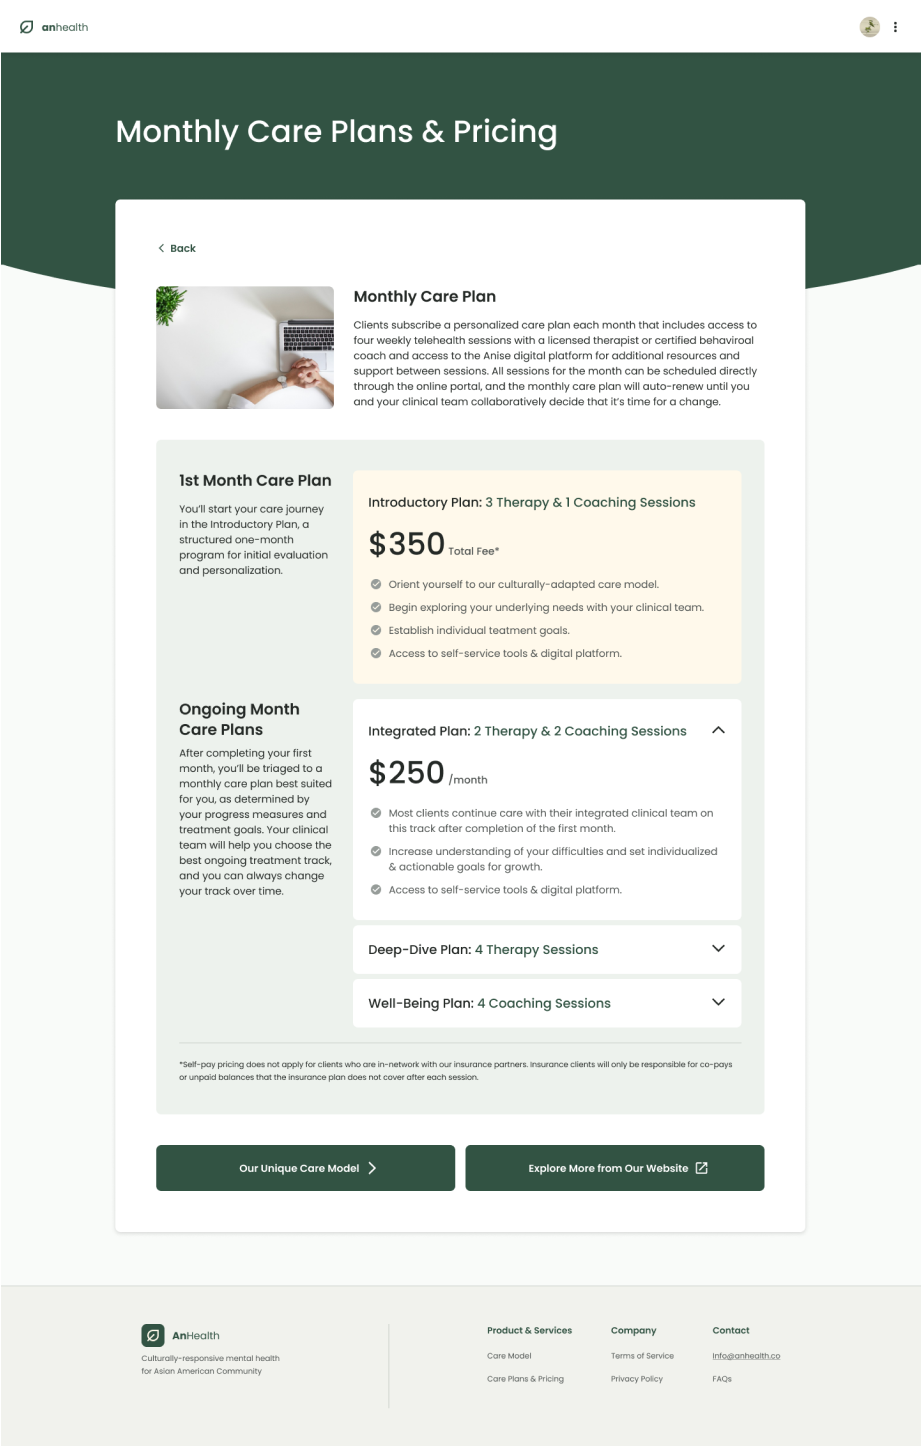 anhealth
Monthly Care Plans & Pricing
Back
Monthly Care Plan
Clients subscribe a personalized care plan each month that includes access to
four weekly telehealth sessions with a licensed therapist or certified behaviroal
coach and access to the Anise digital platform for additional resources and
support between sessions. All sessions for the month can be scheduled directly
through the online portal, and the monthly care plan will auto-renew until you
and your clinical team collaboratively decide that it's time for a change.
1st Month Care Plan
You'll start your care journey
in the Introductory Plan, a
structured one-month
program for initial evaluation
and personalization.
Introductory Plan: 3 Therapy & 1 Coaching Sessions
$350 Total Fee*
Orient yourself to our culturally-adapted care model.
Begin exploring your underlying needs with your clinical team.
Establish individual teatment goals.
Access to self-service tools & digital platform.
Ongoing Month
Care Plans
After completing your first
month, you'll be triaged to a
monthly care plan best suited
for you, as determined by
your progress measures and
treatment goals. Your clinical
team will help you choose the
best ongoing treatment track,
and you can always change
your track over time.
Integrated Plan: 2 Therapy & 2 Coaching Sessions
$250 /month
Most clients continue care with their integrated clinical team on
this track after completion of the first month.
Increase understanding of your difficulties and set individualized
& actionable goals for growth.
Access to self-service tools & digital platform.
Deep-Dive Plan: 4 Therapy Sessions
Well-Being Plan: 4 Coaching Sessions
*Self-pay pricing does not apply for clients who are in-network with our insurance partners. Insurance clients will only be responsible for co-pays
or unpaid balances that the insurance plan does not cover after each session.
Our Unique Care Model
Explore More from Our Website
AnHealth
Culturally-responsive mental health
for Asian American Community
Product & Services
Care Model
Care Plans & Pricing
Company
Terms of Service
Privacy Policy
Contact
info@anhealth.co
FAQs